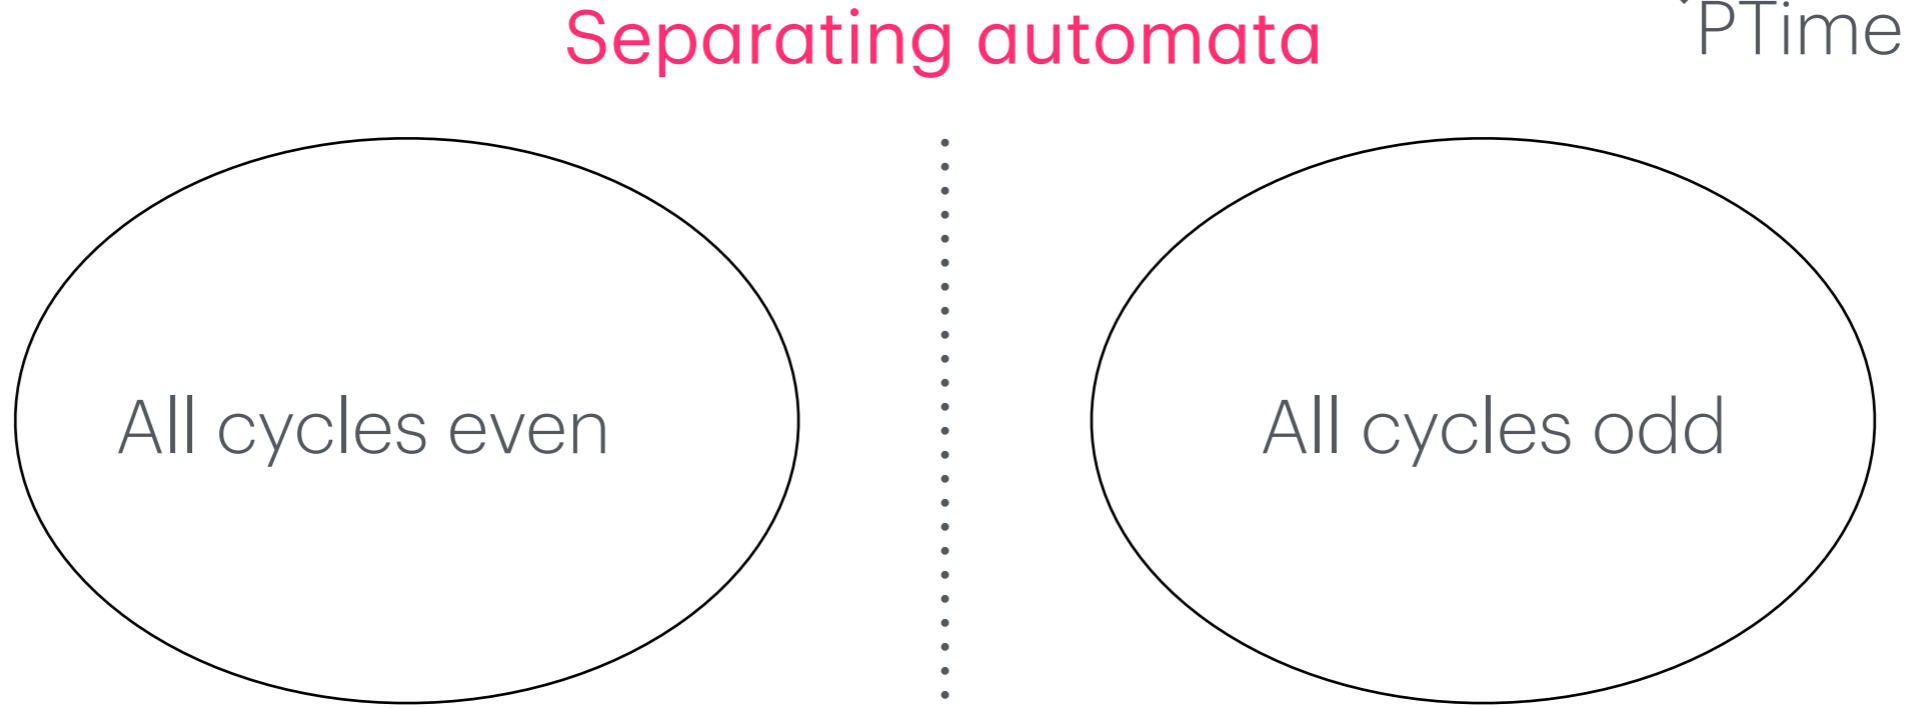 Separating automata
PTime
All cycles even
All cycles odd